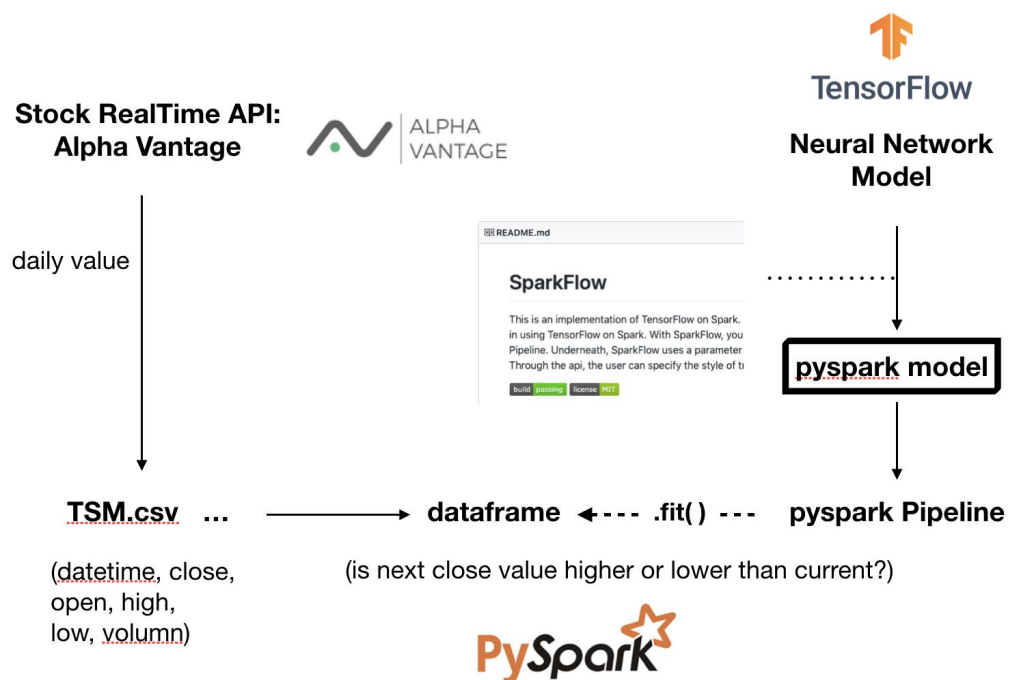 TensorFlow
Stock RealTime API:
Alpha Vantage
ALPHA
VANTAGE
Neural Network
Model
daily value
README.md
SparkFlow
This is an implementation of TensorFlow on Spark.
in using TensorFlow on Spark. With SparkFlow, you
Pipeline. Underneath, SparkFlow uses a parameter
Through the api, the user can specify the style of t
build passing license MIT
pyspark model
TSM.csv ...
dataframe
.fit()
pyspark Pipeline
(datetime, close,
open, high,
low, volumn)
(is next close value higher or lower than current?)
PySpark